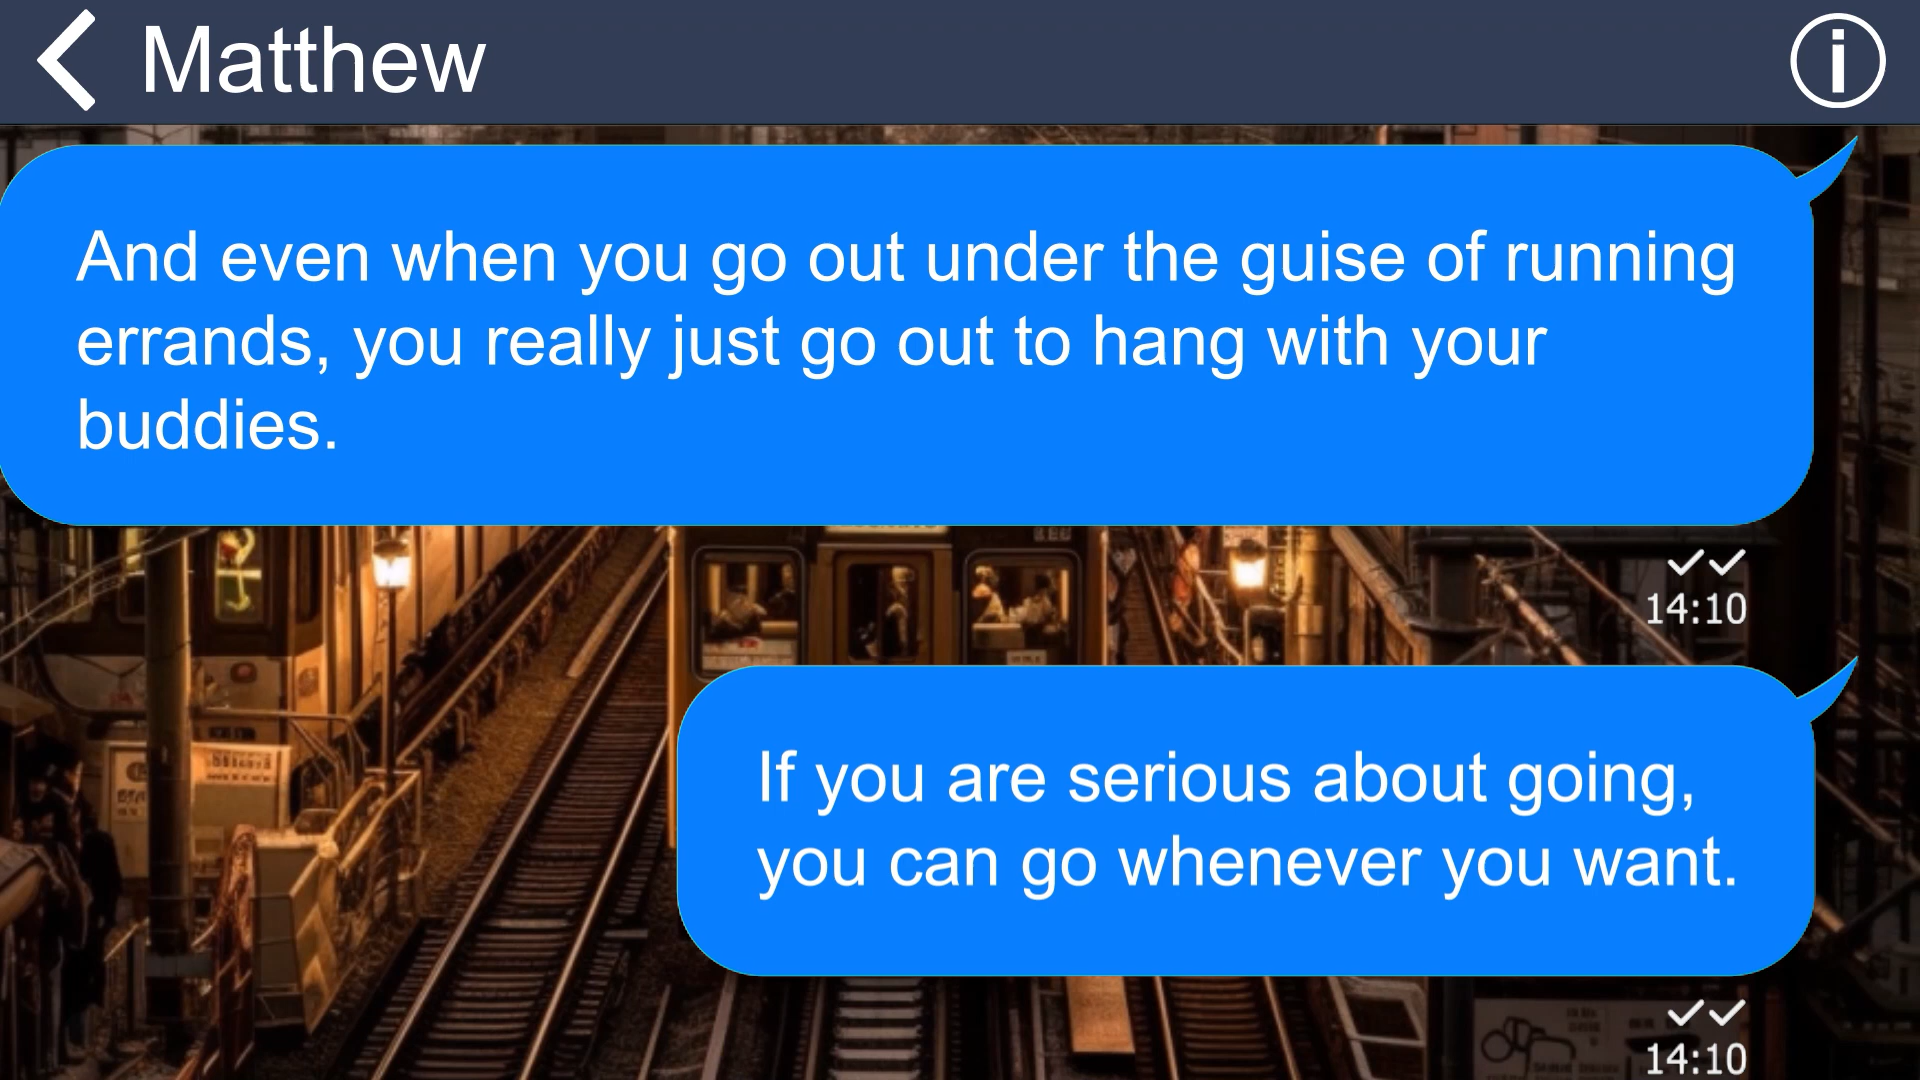 Matthew
And even when you go out under the guise of running
errands, you really just go out to hang with your
buddies.
14:10
If you are serious about going,
you can go whenever you want.
14:10